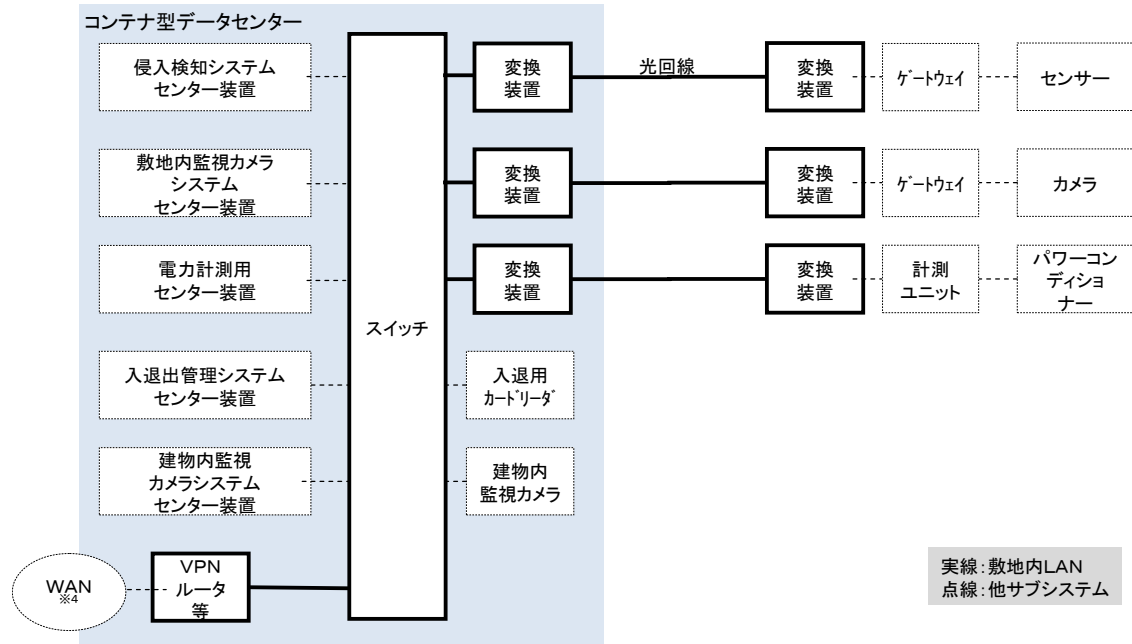 コンテナ型データセンター
侵入検知システム
センター装置
変換
装置
光回線
変換
装置
ｹﾞｰﾄｳｪｲ
センサー
敷地内監視カメラ
システム
センター装置
変換
装置
変換
装置
ｹﾞｰﾄｳｪｲ
カメラ
電力計測用
センター装置
変換
装置
変換
装置
計測
ユニット
パワーコン
ディショ
ナー
スイッチ
入退出管理システム
センター装置
入退用
ｶｰﾄﾞﾘｰﾀﾞ
建物内監視
カメラシステム
センター装置
建物内
監視カメラ
WAN
※4
ＶＰＮ
ルータ
等
実線：敷地内LAN
点線：他サブシステム